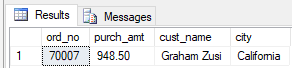 Results Messages
ord_no purch_amt cust_name city
1 70007 948.50 Graham Zusi California